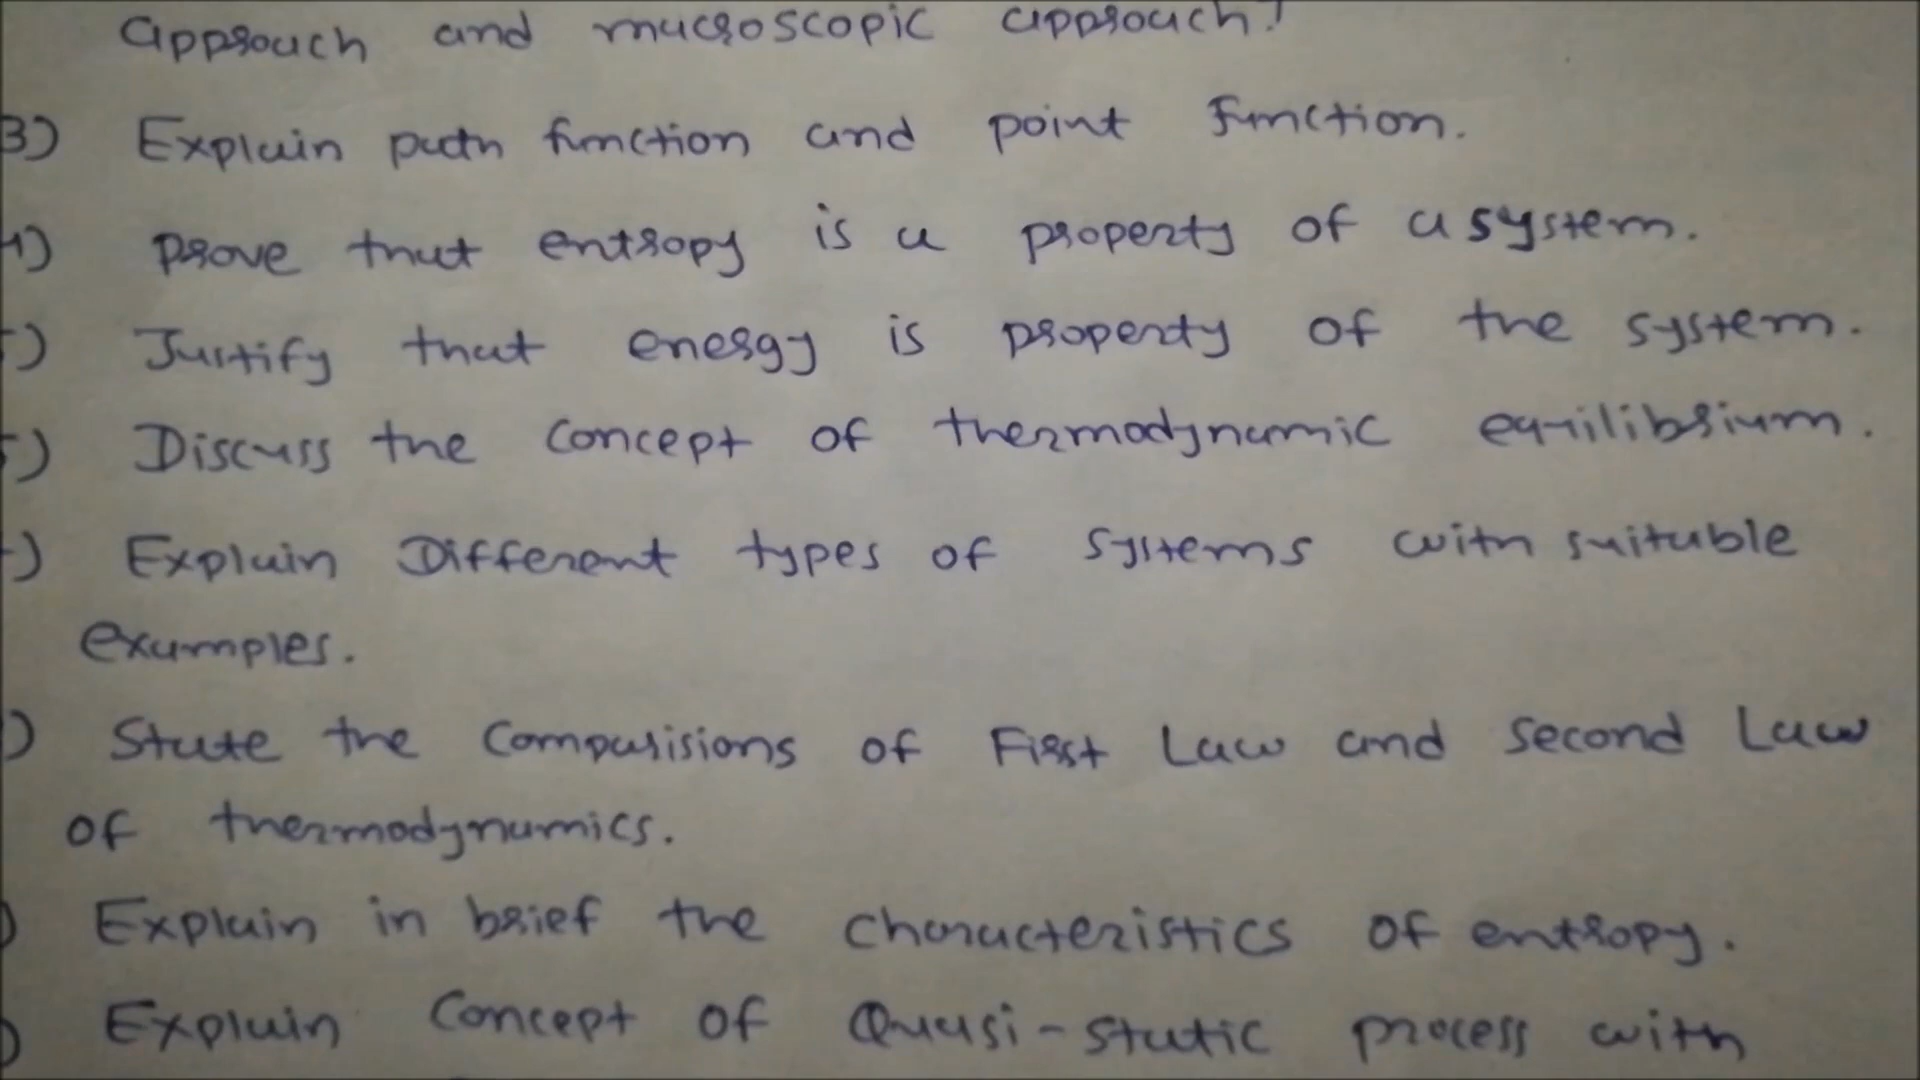 approach and macroscopic approach!
3) Explain path function and point Function.
4) Prove that entropy is a property of a system.
) Justify that energy is property of the system.
) Discuss the concept of thermodynamic equilibrium.
) Explain Different types of systems with suitable
examples.
) State the Comparisions of First Law and second Law
of thermodynamics.
) Explain in brief the characteristics of entropy.
) Explain Concept of Quasi-static process with